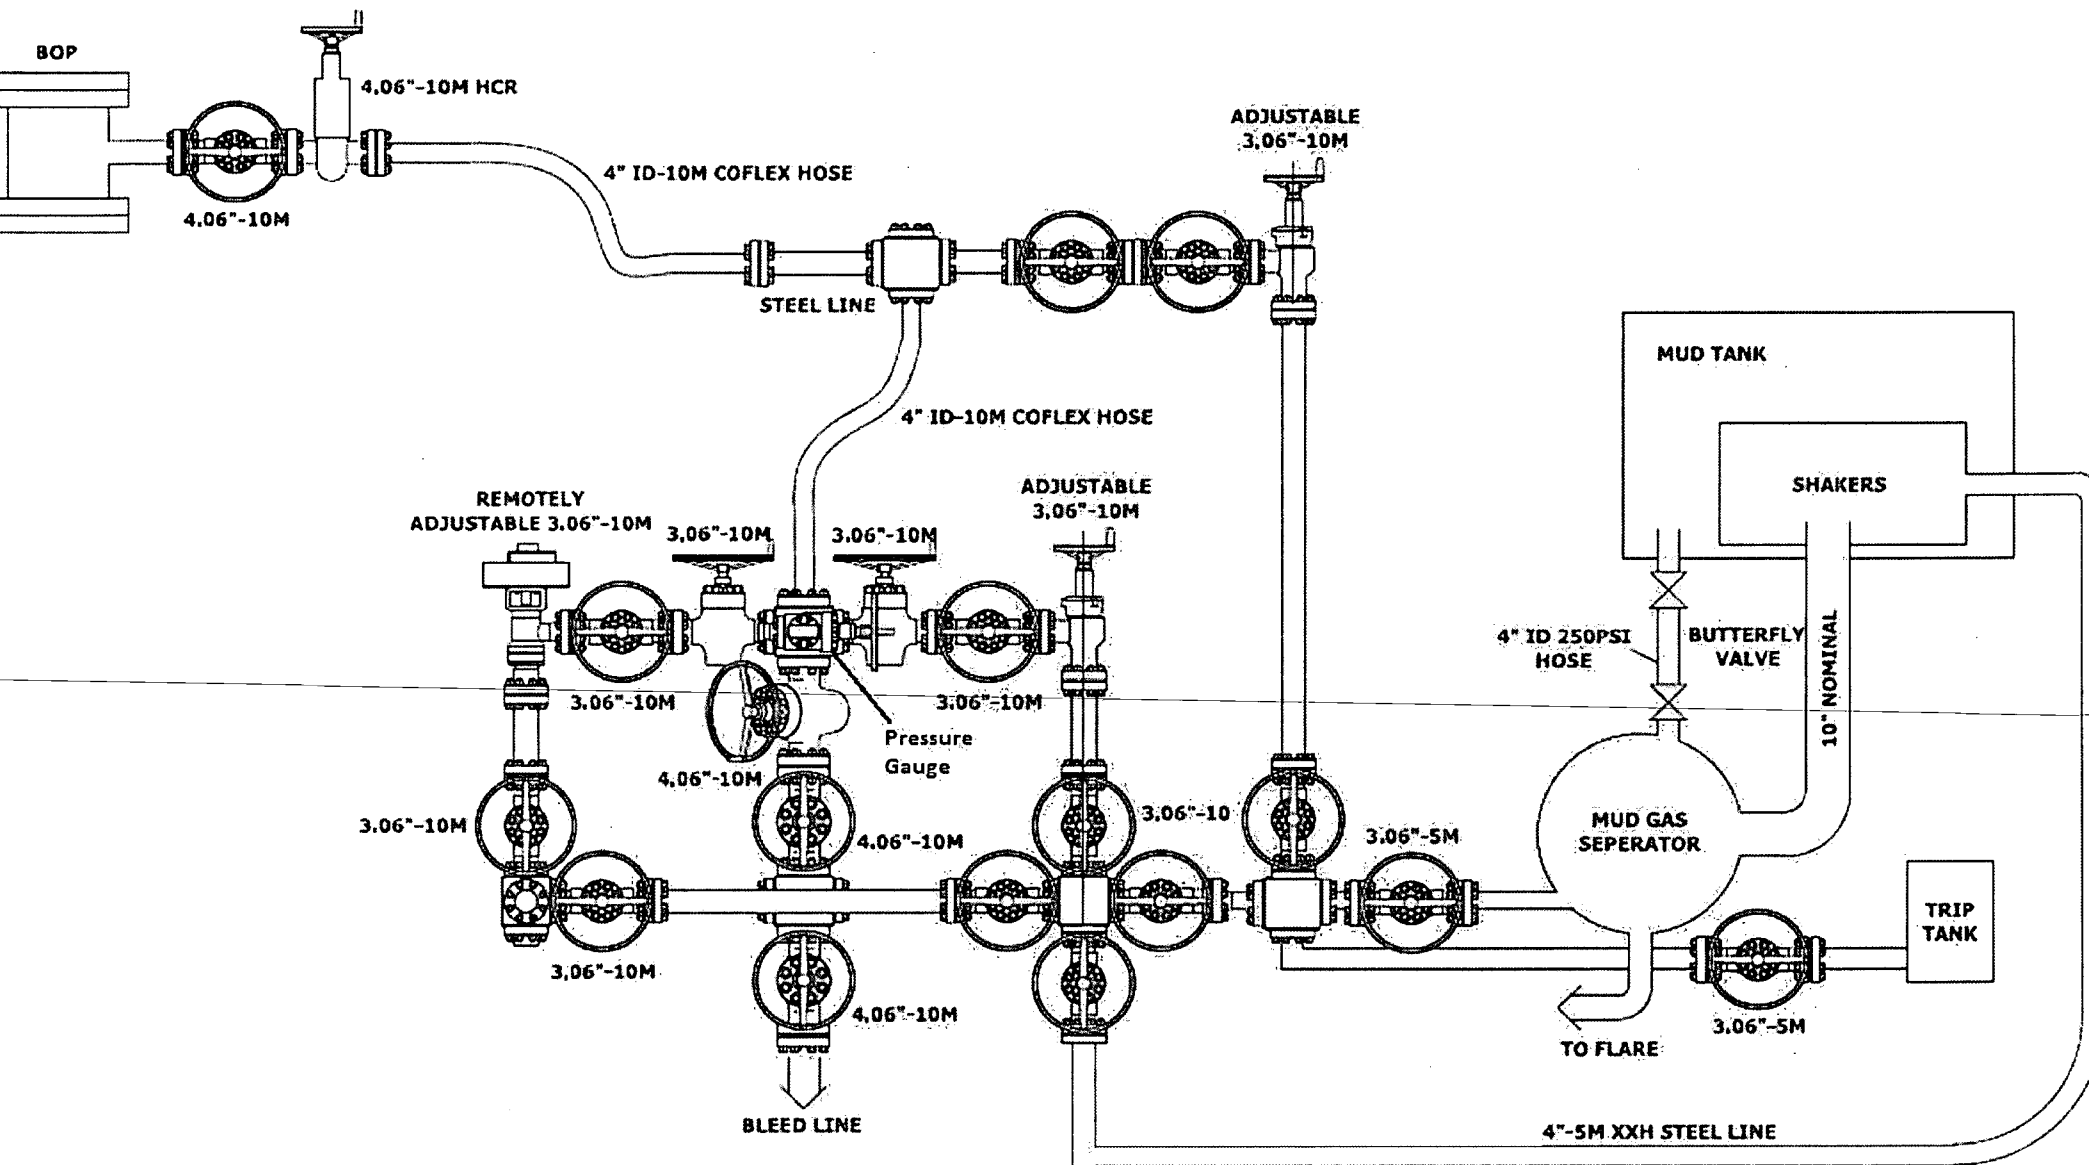 BOP
4.06"-10M HCR
4.06"-10M
4" ID-10M COFLEX HOSE
ADJUSTABLE
3.06"-10M
STEEL LINE
MUD TANK
4" ID-10M COFLEX HOSE
SHAKERS
REMOTELY
ADJUSTABLE 3.06"-10M
3.06"-10M
3.06"-10M
ADJUSTABLE
3.06"-10M
4" ID 250PSI
HOSE
BUTTERFLY
VALVE
10" NOMINAL
3.06"-10M
3.06"-10M
Pressure
Gauge
4.06"-10M
3.06"-10M
4.06"-10M
3.06"-10
3.06"-5M
MUD GAS
SEPERATOR
TRIP
TANK
3.06"-10M
4.06"-10M
3.06"-5M
TO FLARE
BLEED LINE
4"-5M XXH STEEL LINE